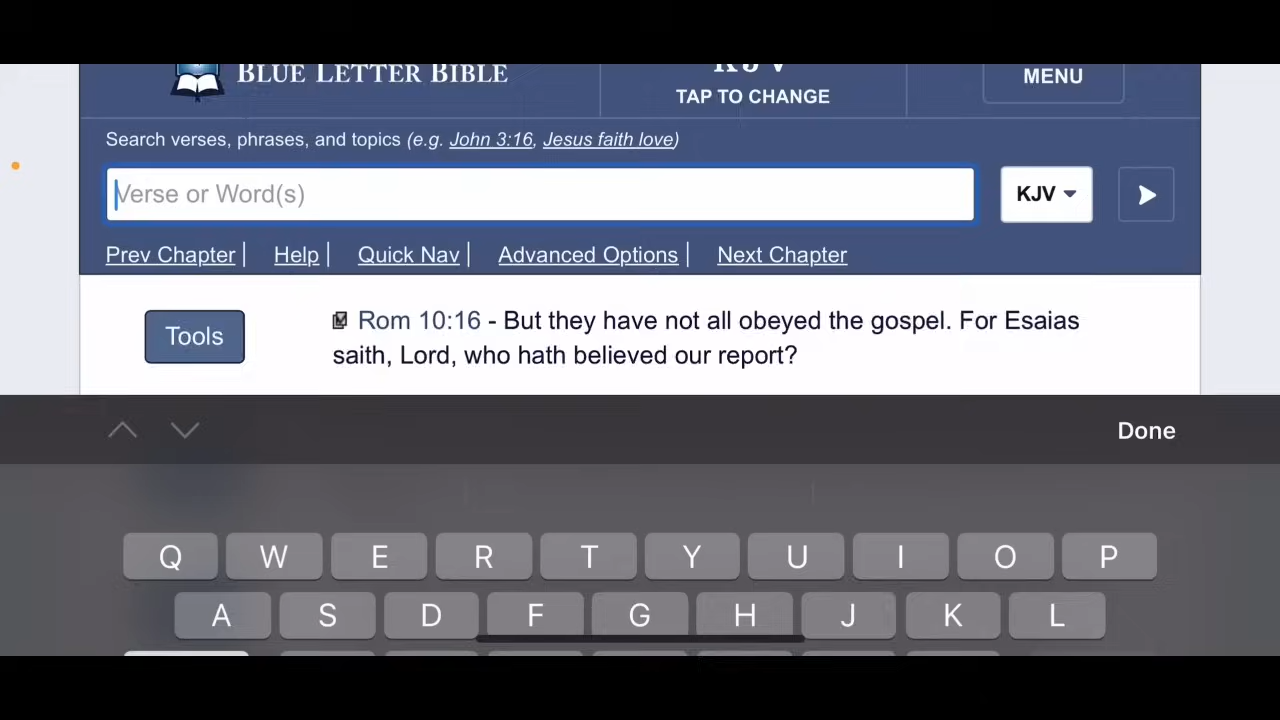 BLUE LETTER BIBLE
KJV
TAP TO CHANGE
MENU
Search verses, phrases, and topics (e.g. John 3:16, Jesus faith love)
Verse or Word(s)
KJV
Prev Chapter | Help | Quick Nav | Advanced Options | Next Chapter
Tools
Rom 10:16 - But they have not all obeyed the gospel. For Esaias
saith, Lord, who hath believed our report?
Done
Q W E R T Y U I O P
A S D F G H J K L